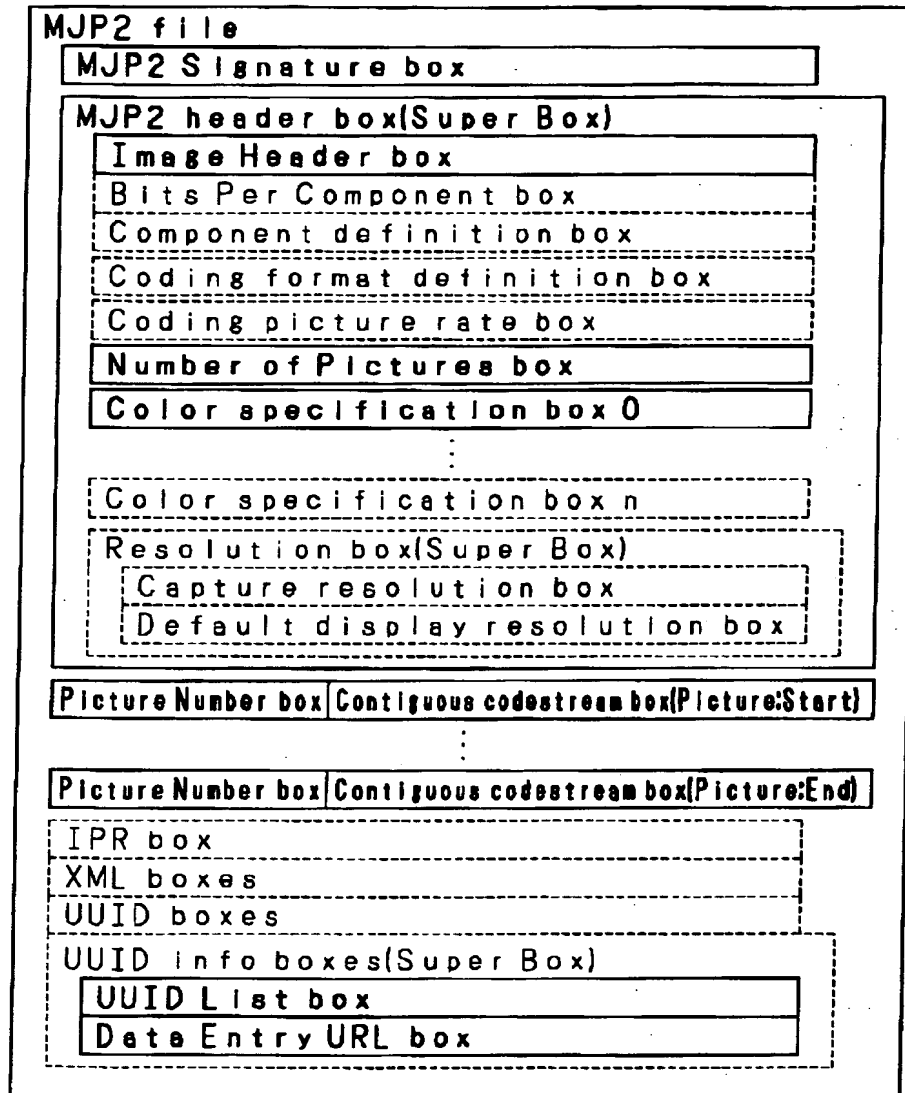 MJP2 file
MJP2 Signature box
MJP2 header box(Super Box)
Image Header box
Bits Per Component box
Component definition box
Coding format definition box
Coding picture rate box
Number of Pictures box
Color specification box 0
Color specification box n
Resolution box(Super Box)
Capture resolution box
Default display resolution box
Picture Number box Contiguous codestream box(Picture:Start)
Picture Number box Contiguous codestream box(Picture:End)
IPR box
XML boxes
UUID boxes
UUID info boxes(Super Box)
UUID List box
Data Entry URL box